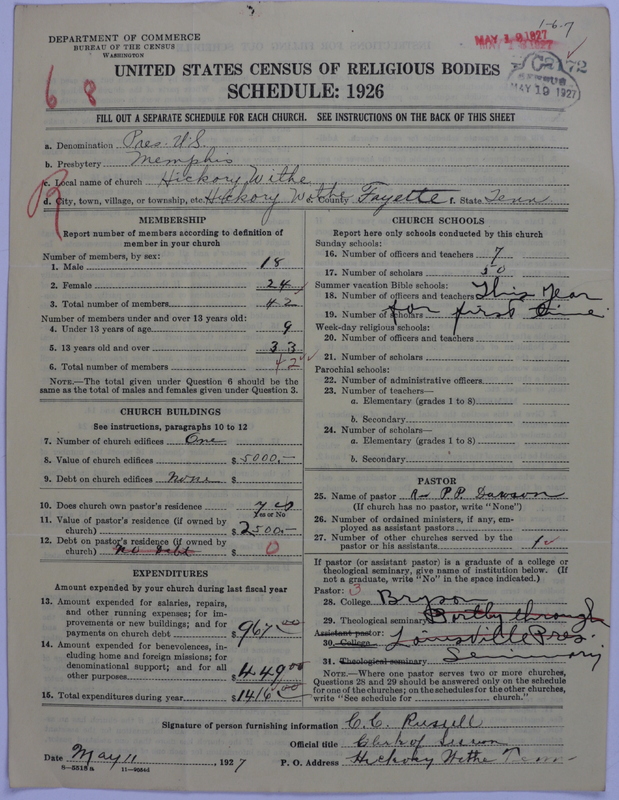 1-6-7
DEPARTMENT OF COMMERCE
BUREAU OF THE CENSUS
WASHINGTON
MAY 19 1927
CENSUS
MAY 19 1927
UNITED STATES CENSUS OF RELIGIOUS BODIES
SCHEDULE: 1926
68
FILL OUT A SEPARATE SCHEDULE FOR EACH CHURCH. SEE INSTRUCTIONS ON THE BACK OF THIS SHEET
a. Denomination Pres. U.S.
b. Presbytery Memphis
c. Local name of church Hickory Withe
d. City, town, village, or township, etc. Hickory Withe e. County Fayette f. State Tenn
R
MEMBERSHIP
Report number of members according to definition of
member in your church
Number of members, by sex:
1. Male 18
2. Female 24
3. Total number of members 42
Number of members under and over 13 years old:
4. Under 13 years of age 9
5. 13 years old and over 33
6. Total number of members 42
NOTE.—The total given under Question 6 should be the
same as the total of males and females given under Question 3.
CHURCH BUILDINGS
See instructions, paragraphs 10 to 12
7. Number of church edifices One
8. Value of church edifices $5000.—
9. Debt on church edifices None $
10. Does church own pastor's residence yes
Yes or No
11. Value of pastor's residence (if owned by
church) $2500.—
12. Debt on pastor's residence (if owned by
church) No Debt $ 0
EXPENDITURES
Amount expended by your church during last fiscal year
13. Amount expended for salaries, repairs,
and other running expenses; for im-
provements or new buildings; and for
payments on church debt $967.00
14. Amount expended for benevolences, in-
cluding home and foreign missions; for
denominational support; and for all
other purposes $449.00
15. Total expenditures during year $1416.00
CHURCH SCHOOLS
Report here only schools conducted by this church
Sunday schools:
16. Number of officers and teachers 7
17. Number of scholars 50
Summer vacation Bible schools:
18. Number of officers and teachers This year
19. Number of scholars for first time
Week-day religious schools:
20. Number of officers and teachers
21. Number of scholars
Parochial schools:
22. Number of administrative officers
23. Number of teachers—
a. Elementary (grades 1 to 8)
b. Secondary
24. Number of scholars—
a. Elementary (grades 1 to 8)
b. Secondary
PASTOR
25. Name of pastor P.P. Dawson
(If church has no pastor, write "None")
26. Number of ordained ministers, if any, em-
ployed as assistant pastors
27. Number of other churches served by the
pastor or his assistants 1
If pastor (or assistant pastor) is a graduate of a college or
theological seminary, give name of institution below. (If
not a graduate, write "No" in the space indicated.)
Pastor: 3
28. College Bryson
29. Theological seminary Partly through
Assistant pastor:
30. College Louisville Pres.
31. Theological seminary Seminary
NOTE.—Where one pastor serves two or more churches,
Questions 28 and 29 should be answered only on the schedule
for one of the churches; on the schedules for the other churches,
write "See schedule for church."
Signature of person furnishing information C.C. Russell
Official title Clerk of Session
Date May 11, 1927 P. O. Address Hickory Withe Tenn
8—5518a 11—9054d